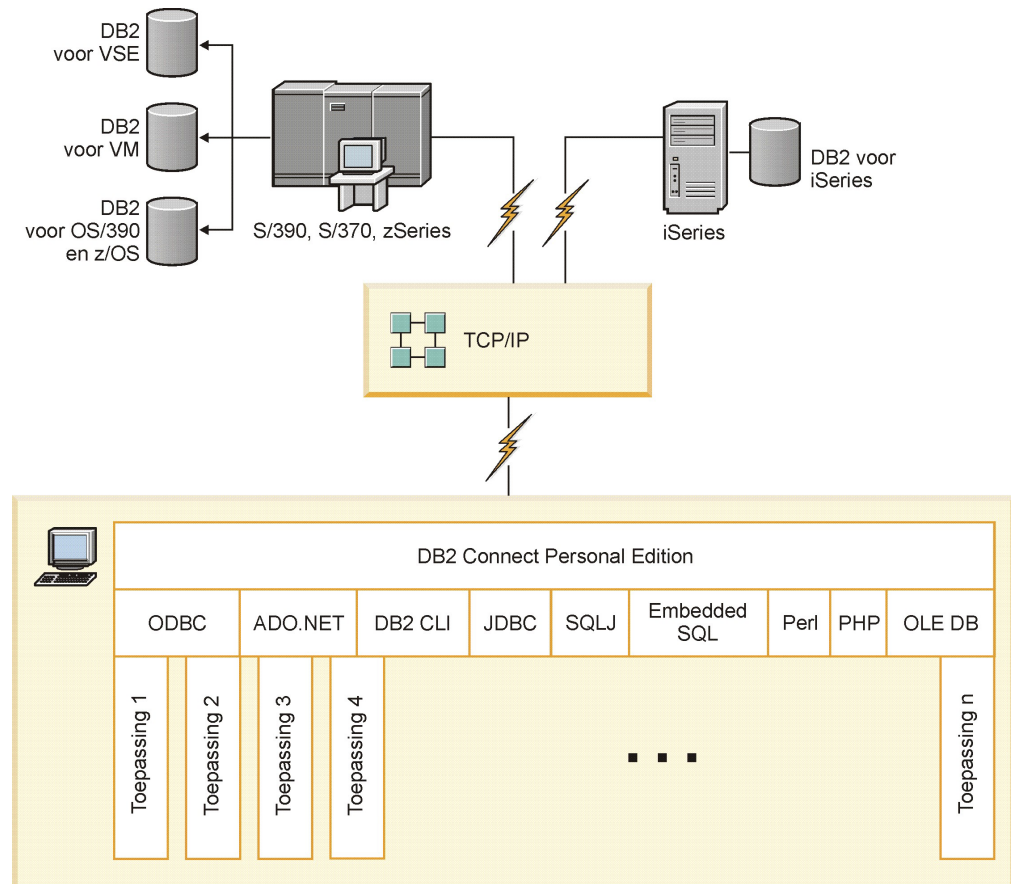 DB2
voor VSE
DB2
voor VM
DB2
voor OS/390
en z/OS
S/390, S/370, zSeries
iSeries
DB2 voor
iSeries
TCP/IP
DB2 Connect Personal Edition
ODBC
ADO.NET
DB2 CLI
JDBC
SQLJ
Embedded
SQL
Perl
PHP
OLE DB
Toepassing 1
Toepassing 2
Toepassing 3
Toepassing 4
Toepassing n